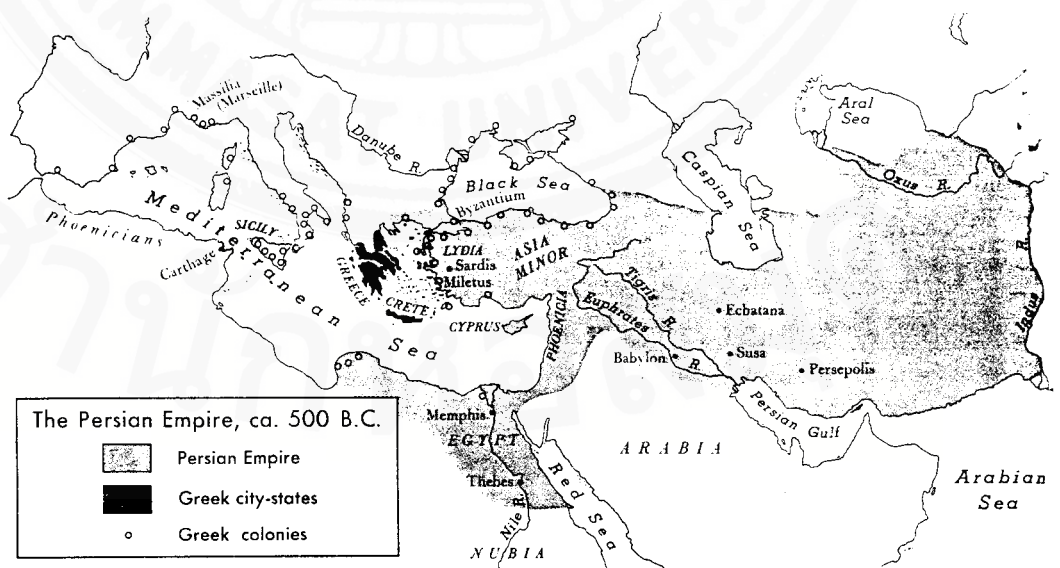 Massilia
(Marseille)
Danube R.
Black Sea
Byzantium
Caspian
Sea
Aral
Sea
Oxus R.
Mediterranean Sea
Phoenicians
Carthage
SICILY
GREECE
CRETE
LYDIA
Sardis
Miletus
ASIA
MINOR
CYPRUS
PHOENICIA
Tigris R.
Euphrates R.
Babylon
Ecbatana
Susa
Persepolis
Indus R.
Persian
Gulf
ARABIA
Arabian
Sea
Memphis
EGYPT
Thebes
Nile R.
Red Sea
NUBIA
The Persian Empire, ca. 500 B.C.
Persian Empire
Greek city-states
Greek colonies